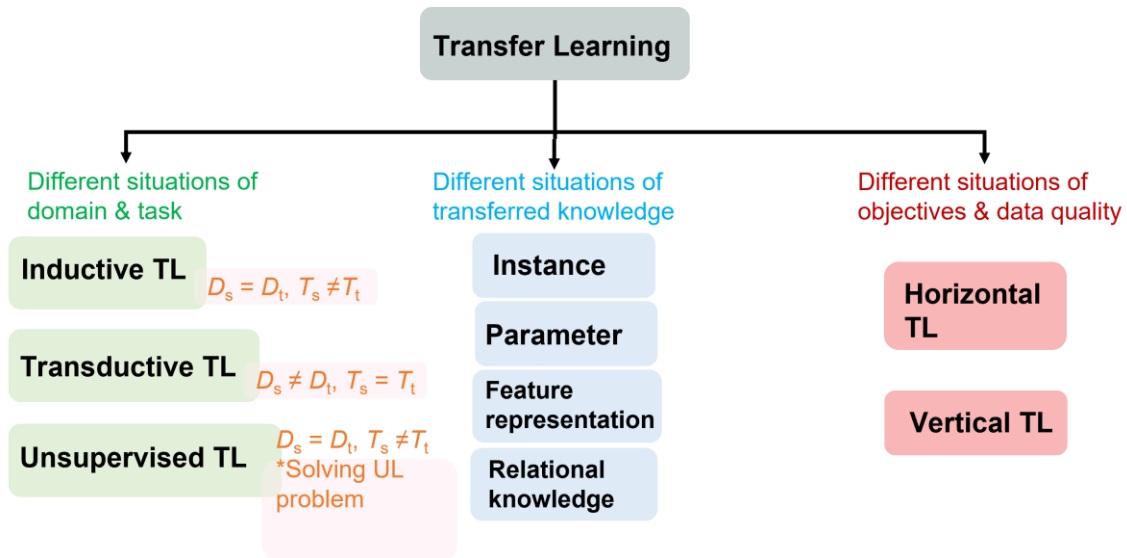 Transfer Learning
Different situations of
domain & task
Inductive TL
Dₛ = Dₜ, Tₛ ≠Tₜ
Transductive TL
Dₛ ≠ Dₜ, Tₛ = Tₜ
Unsupervised TL
Dₛ = Dₜ, Tₛ ≠Tₜ
*Solving UL
problem
Different situations of
transferred knowledge
Instance
Parameter
Feature
representation
Relational
knowledge
Different situations of
objectives & data quality
Horizontal
TL
Vertical TL